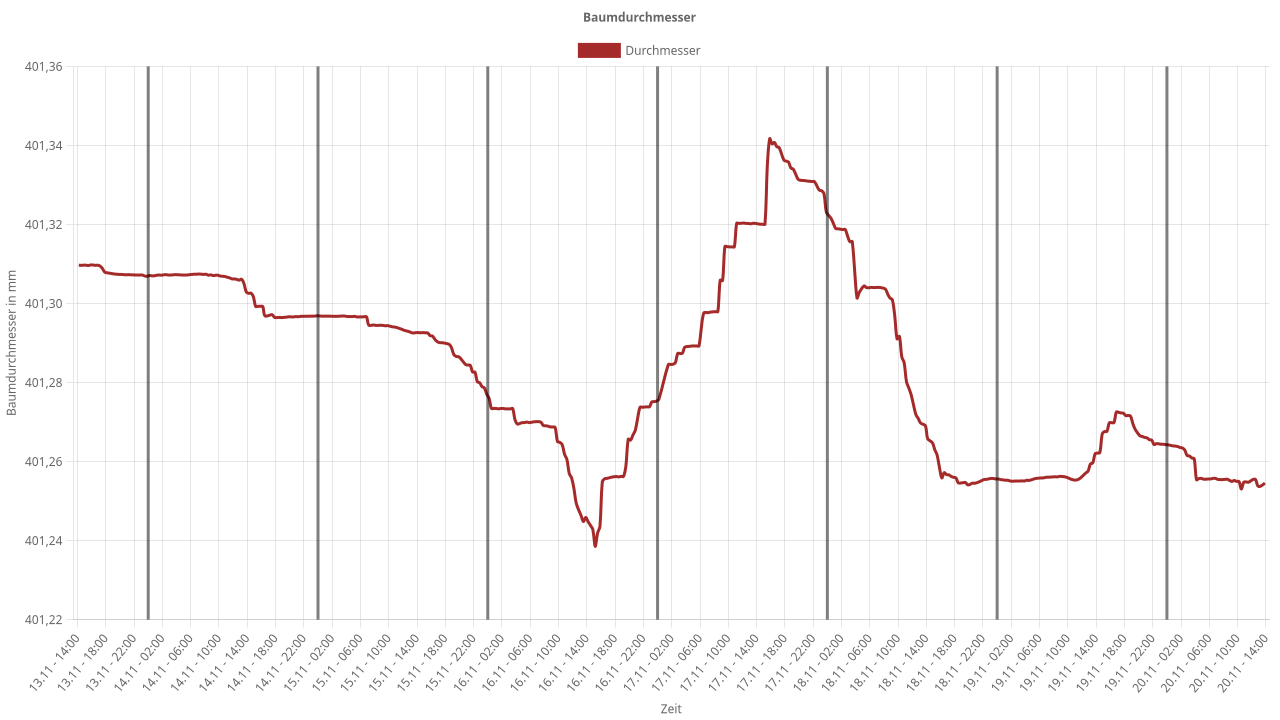 Baumdurchmesser
Durchmesser
401,36
401,34
401,32
401,30
401,28
401,26
401,24
401,22
Baumdurchmesser in mm
13.11 - 14:00
13.11 - 18:00
13.11 - 22:00
14.11 - 02:00
14.11 - 06:00
14.11 - 10:00
14.11 - 14:00
14.11 - 18:00
14.11 - 22:00
15.11 - 02:00
15.11 - 06:00
15.11 - 10:00
15.11 - 14:00
15.11 - 18:00
15.11 - 22:00
16.11 - 02:00
16.11 - 06:00
16.11 - 10:00
16.11 - 14:00
16.11 - 18:00
16.11 - 22:00
17.11 - 02:00
17.11 - 06:00
17.11 - 10:00
17.11 - 14:00
17.11 - 18:00
17.11 - 22:00
18.11 - 02:00
18.11 - 06:00
18.11 - 10:00
18.11 - 14:00
18.11 - 18:00
18.11 - 22:00
19.11 - 02:00
19.11 - 06:00
19.11 - 10:00
19.11 - 14:00
19.11 - 18:00
19.11 - 22:00
20.11 - 02:00
20.11 - 06:00
20.11 - 10:00
20.11 - 14:00
Zeit